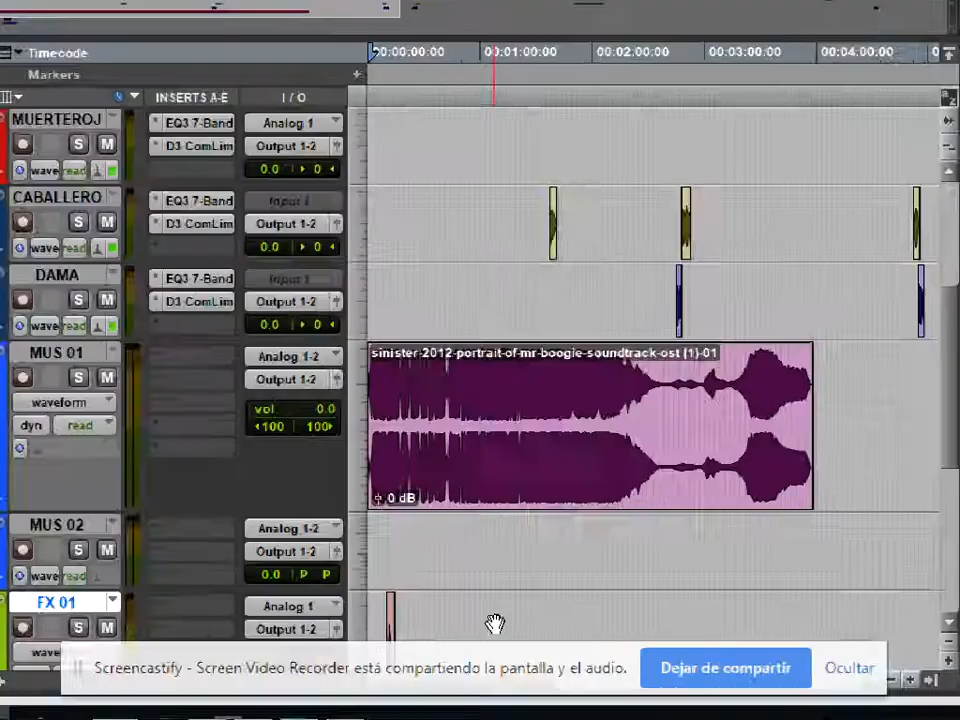 Timecode 00:00:00:00 00:01:00:00 00:02:00:00 00:03:00:00 00:04:00:00
Markers
INSERTS A-E I / O
MUERTEROJ EQ3 7-Band Analog 1
S M D3 ComLim Output 1-2
wave read 0.0 0
CABALLERO EQ3 7-Band
S M D3 ComLim Output 1-2
wave read 0.0 0
DAMA EQ3 7-Band
S M D3 ComLim Output 1-2
wave read 0.0 0
MUS 01 Analog 1-2 sinister-2012-portrait-of-mr-boogie-soundtrack-ost (1)-01
S M Output 1-2
waveform vol 0.0
dyn read 100 100
0 dB
MUS 02 Analog 1-2
S M Output 1-2
wave read 0.0 P P
FX 01 Analog 1
S M Output 1-2
wave
Screencastify - Screen Video Recorder está compartiendo la pantalla y el audio. Dejar de compartir Ocultar